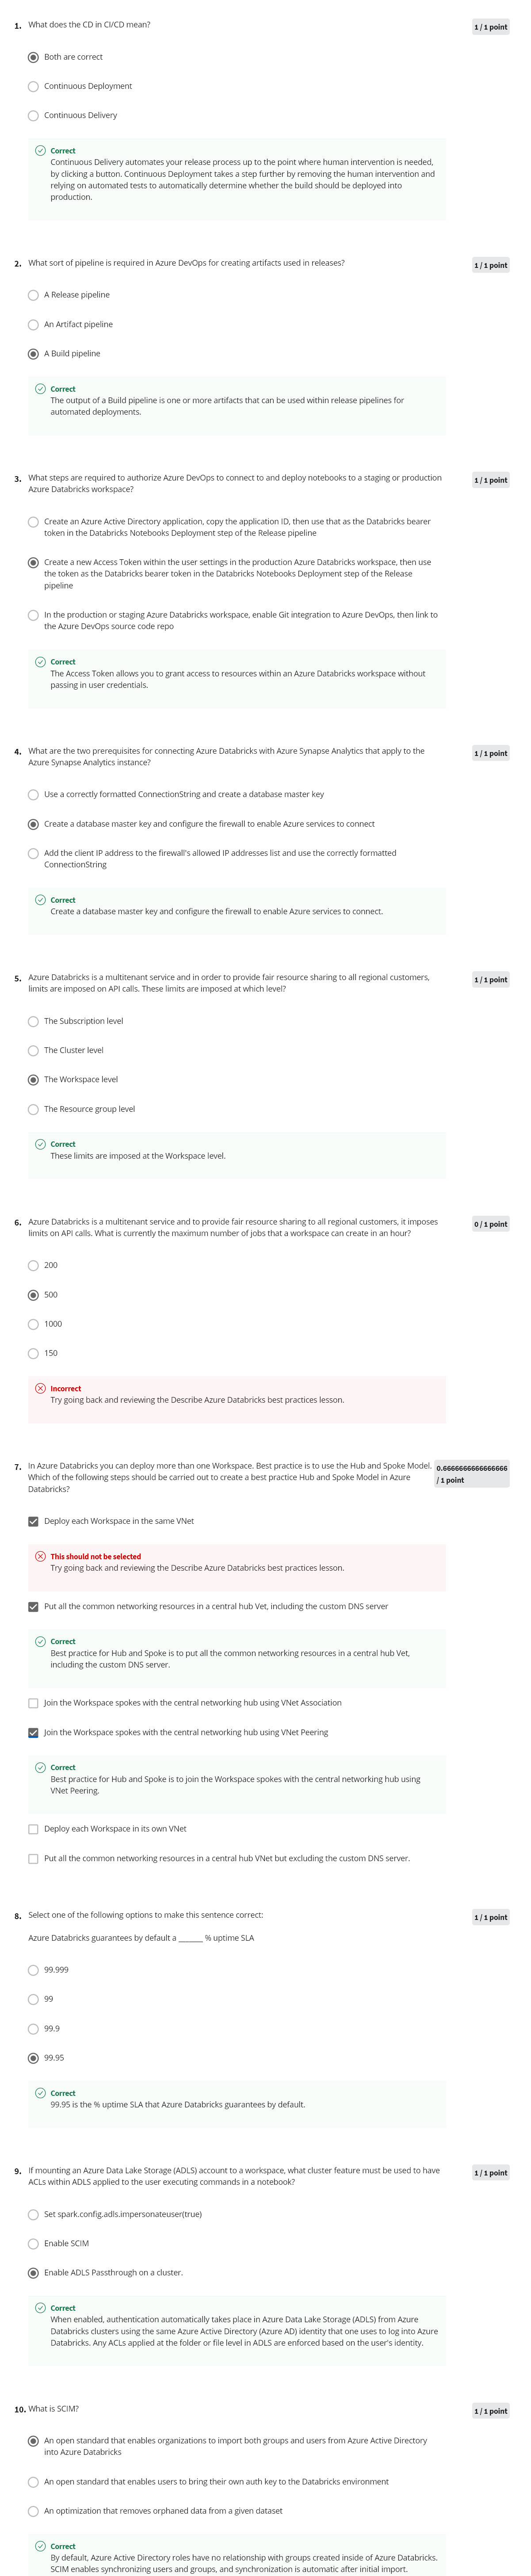 1. What does the CD in CI/CD mean?
1 / 1 point
Both are correct
Continuous Deployment
Continuous Delivery
Correct
Continuous Delivery automates your release process up to the point where human intervention is needed,
by clicking a button. Continuous Deployment takes a step further by removing the human intervention and
relying on automated tests to automatically determine whether the build should be deployed into
production.
2. What sort of pipeline is required in Azure DevOps for creating artifacts used in releases?
1 / 1 point
A Release pipeline
An Artifact pipeline
A Build pipeline
Correct
The output of a Build pipeline is one or more artifacts that can be used within release pipelines for
automated deployments.
3. What steps are required to authorize Azure DevOps to connect to and deploy notebooks to a staging or production
Azure Databricks workspace?
1 / 1 point
Create an Azure Active Directory application, copy the application ID, then use that as the Databricks bearer
token in the Databricks Notebooks Deployment step of the Release pipeline
Create a new Access Token within the user settings in the production Azure Databricks workspace, then use
the token as the Databricks bearer token in the Databricks Notebooks Deployment step of the Release
pipeline
In the production or staging Azure Databricks workspace, enable Git integration to Azure DevOps, then link to
the Azure DevOps source code repo
Correct
The Access Token allows you to grant access to resources within an Azure Databricks workspace without
passing in user credentials.
4. What are the two prerequisites for connecting Azure Databricks with Azure Synapse Analytics that apply to the
Azure Synapse Analytics instance?
1 / 1 point
Use a correctly formatted ConnectionString and create a database master key
Create a database master key and configure the firewall to enable Azure services to connect
Add the client IP address to the firewall's allowed IP addresses list and use the correctly formatted
ConnectionString
Correct
Create a database master key and configure the firewall to enable Azure services to connect.
5. Azure Databricks is a multitenant service and in order to provide fair resource sharing to all regional customers,
limits are imposed on API calls. These limits are imposed at which level?
1 / 1 point
The Subscription level
The Cluster level
The Workspace level
The Resource group level
Correct
These limits are imposed at the Workspace level.
6. Azure Databricks is a multitenant service and to provide fair resource sharing to all regional customers, it imposes
limits on API calls. What is currently the maximum number of jobs that a workspace can create in an hour?
0 / 1 point
200
500
1000
150
Incorrect
Try going back and reviewing the Describe Azure Databricks best practices lesson.
7. In Azure Databricks you can deploy more than one Workspace. Best practice is to use the Hub and Spoke Model.
Which of the following steps should be carried out to create a best practice Hub and Spoke Model in Azure
Databricks?
0.6666666666666666
/ 1 point
Deploy each Workspace in the same VNet
This should not be selected
Try going back and reviewing the Describe Azure Databricks best practices lesson.
Put all the common networking resources in a central hub Vet, including the custom DNS server
Correct
Best practice for Hub and Spoke is to put all the common networking resources in a central hub Vet,
including the custom DNS server.
Join the Workspace spokes with the central networking hub using VNet Association
Join the Workspace spokes with the central networking hub using VNet Peering
Correct
Best practice for Hub and Spoke is to join the Workspace spokes with the central networking hub using
VNet Peering.
Deploy each Workspace in its own VNet
Put all the common networking resources in a central hub VNet but excluding the custom DNS server.
8. Select one of the following options to make this sentence correct:
1 / 1 point
Azure Databricks guarantees by default a ______ % uptime SLA
99.999
99
99.9
99.95
Correct
99.95 is the % uptime SLA that Azure Databricks guarantees by default.
9. If mounting an Azure Data Lake Storage (ADLS) account to a workspace, what cluster feature must be used to have
ACLs within ADLS applied to the user executing commands in a notebook?
1 / 1 point
Set spark.config.adls.impersonateuser(true)
Enable SCIM
Enable ADLS Passthrough on a cluster.
Correct
When enabled, authentication automatically takes place in Azure Data Lake Storage (ADLS) from Azure
Databricks clusters using the same Azure Active Directory (Azure AD) identity that one uses to log into Azure
Databricks. Any ACLs applied at the folder or file level in ADLS are enforced based on the user's identity.
10. What is SCIM?
1 / 1 point
An open standard that enables organizations to import both groups and users from Azure Active Directory
into Azure Databricks
An open standard that enables users to bring their own auth key to the Databricks environment
An optimization that removes orphaned data from a given dataset
Correct
By default, Azure Active Directory roles have no relationship with groups created inside of Azure Databricks.
SCIM enables synchronizing users and groups, and synchronization is automatic after initial import.